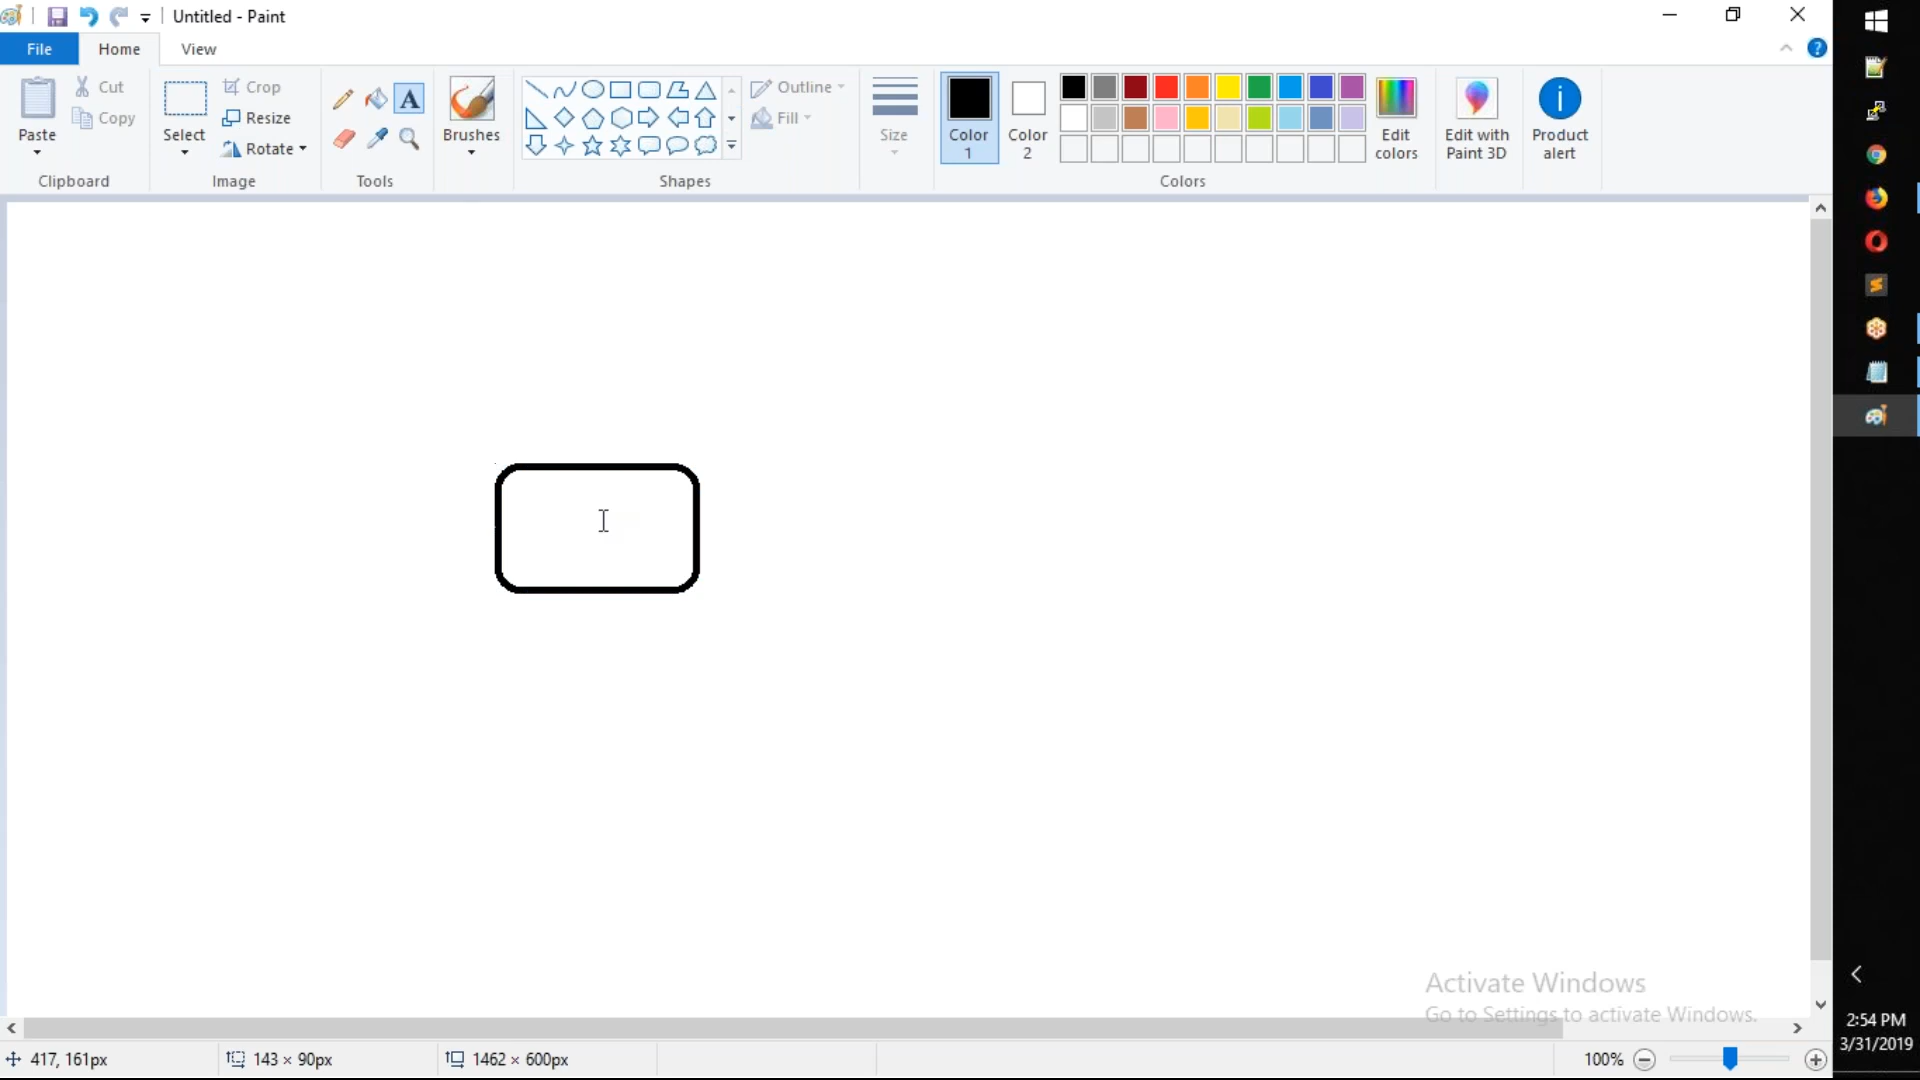 Untitled - Paint
File Home View
Paste
Cut
Copy
Clipboard
Select
Crop
Resize
Rotate
Image
A
Tools
Brushes
Shapes
Outline
Fill
Size
Color 1
Color 2
Colors
Edit colors
Edit with Paint 3D
Product alert
Activate Windows
Go to Settings to activate Windows.
417, 161px
143 × 90px
1462 × 600px
100%
2:54 PM
3/31/2019